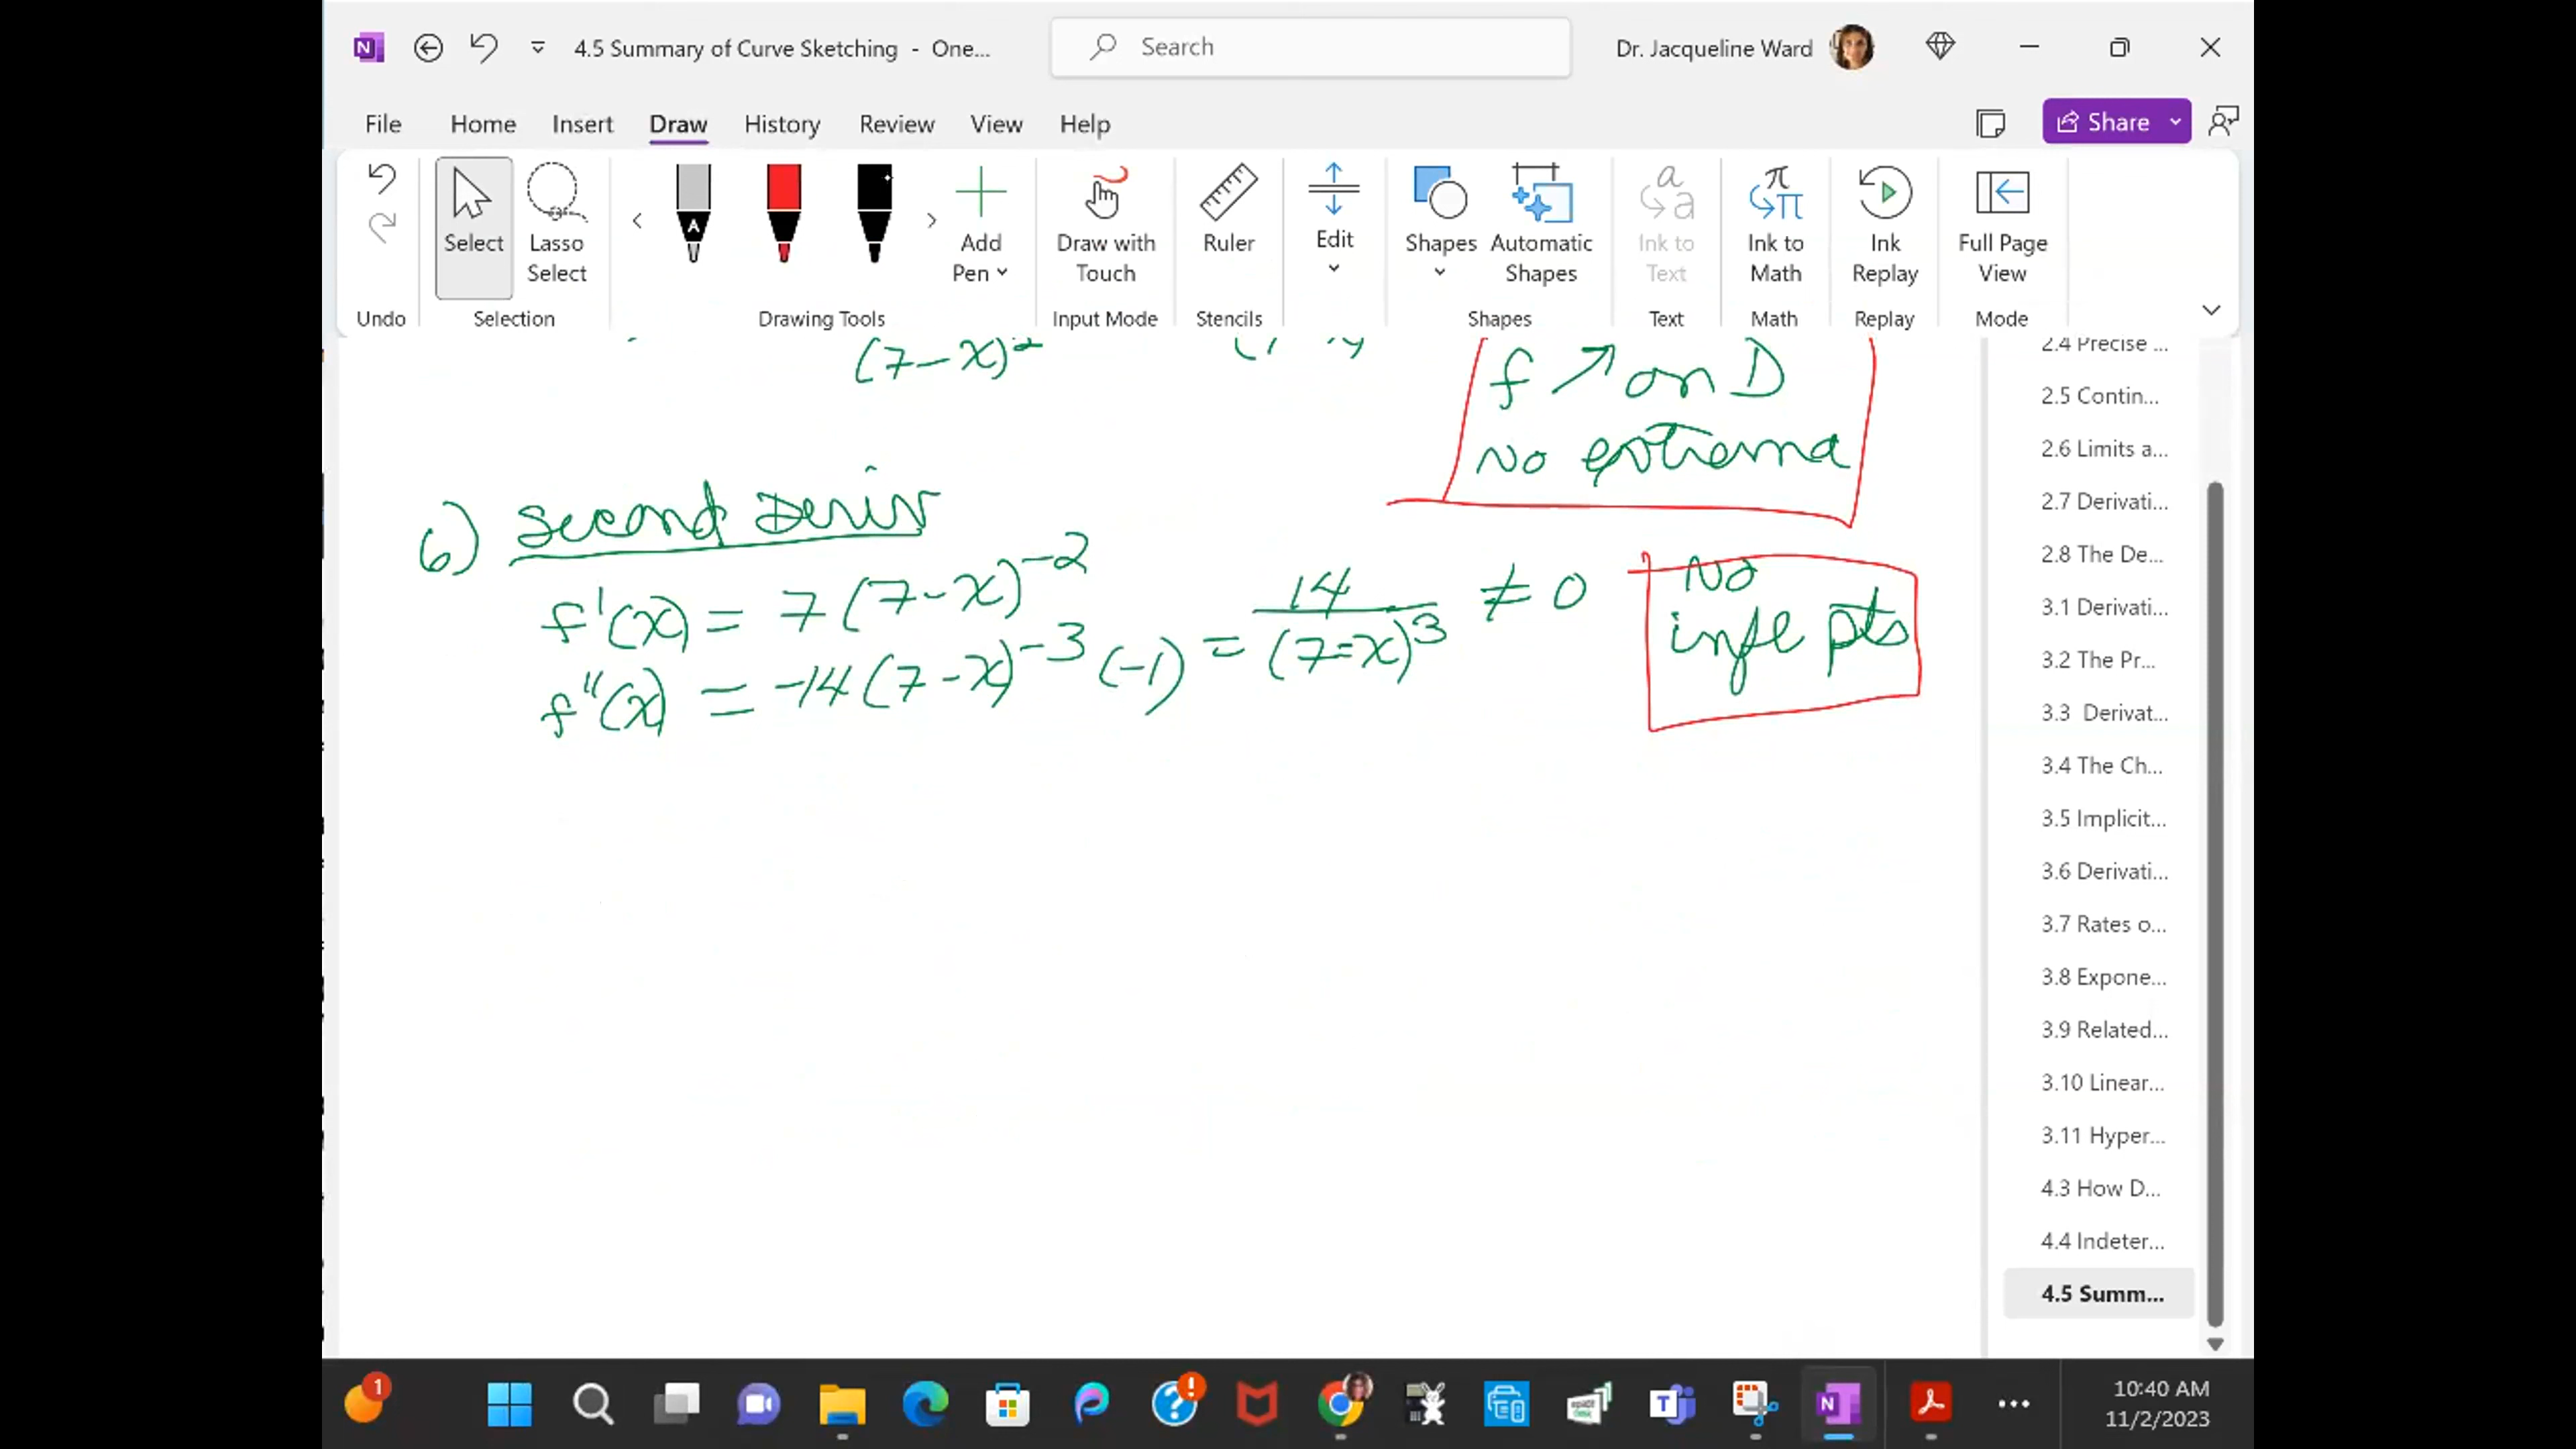 4.5 Summary of Curve Sketching - One...
Search
Dr. Jacqueline Ward
File Home Insert Draw History Review View Help
Share
Select
Lasso Select
A
Add Pen
Draw with Touch
Ruler
Edit
Shapes
Automatic Shapes
a a
Ink to Text
π π
Ink to Math
Ink Replay
Full Page View
Undo Selection Drawing Tools Input Mode Stencils Shapes Text Math Replay Mode
(7-x)²
f ↗ on D
No extrema
6) Second Deriv
f'(x) = 7(7-x)⁻²
f''(x) = -14(7-x)⁻³(-1) = 14/(7-x)³ ≠ 0
No
infl pts
2.4 Precise ...
2.5 Contin...
2.6 Limits a...
2.7 Derivati...
2.8 The De...
3.1 Derivati...
3.2 The Pr...
3.3 Derivat...
3.4 The Ch...
3.5 Implicit...
3.6 Derivati...
3.7 Rates o...
3.8 Expone...
3.9 Related...
3.10 Linear...
3.11 Hyper...
4.3 How D...
4.4 Indeter...
4.5 Summ...
1
10:40 AM
11/2/2023